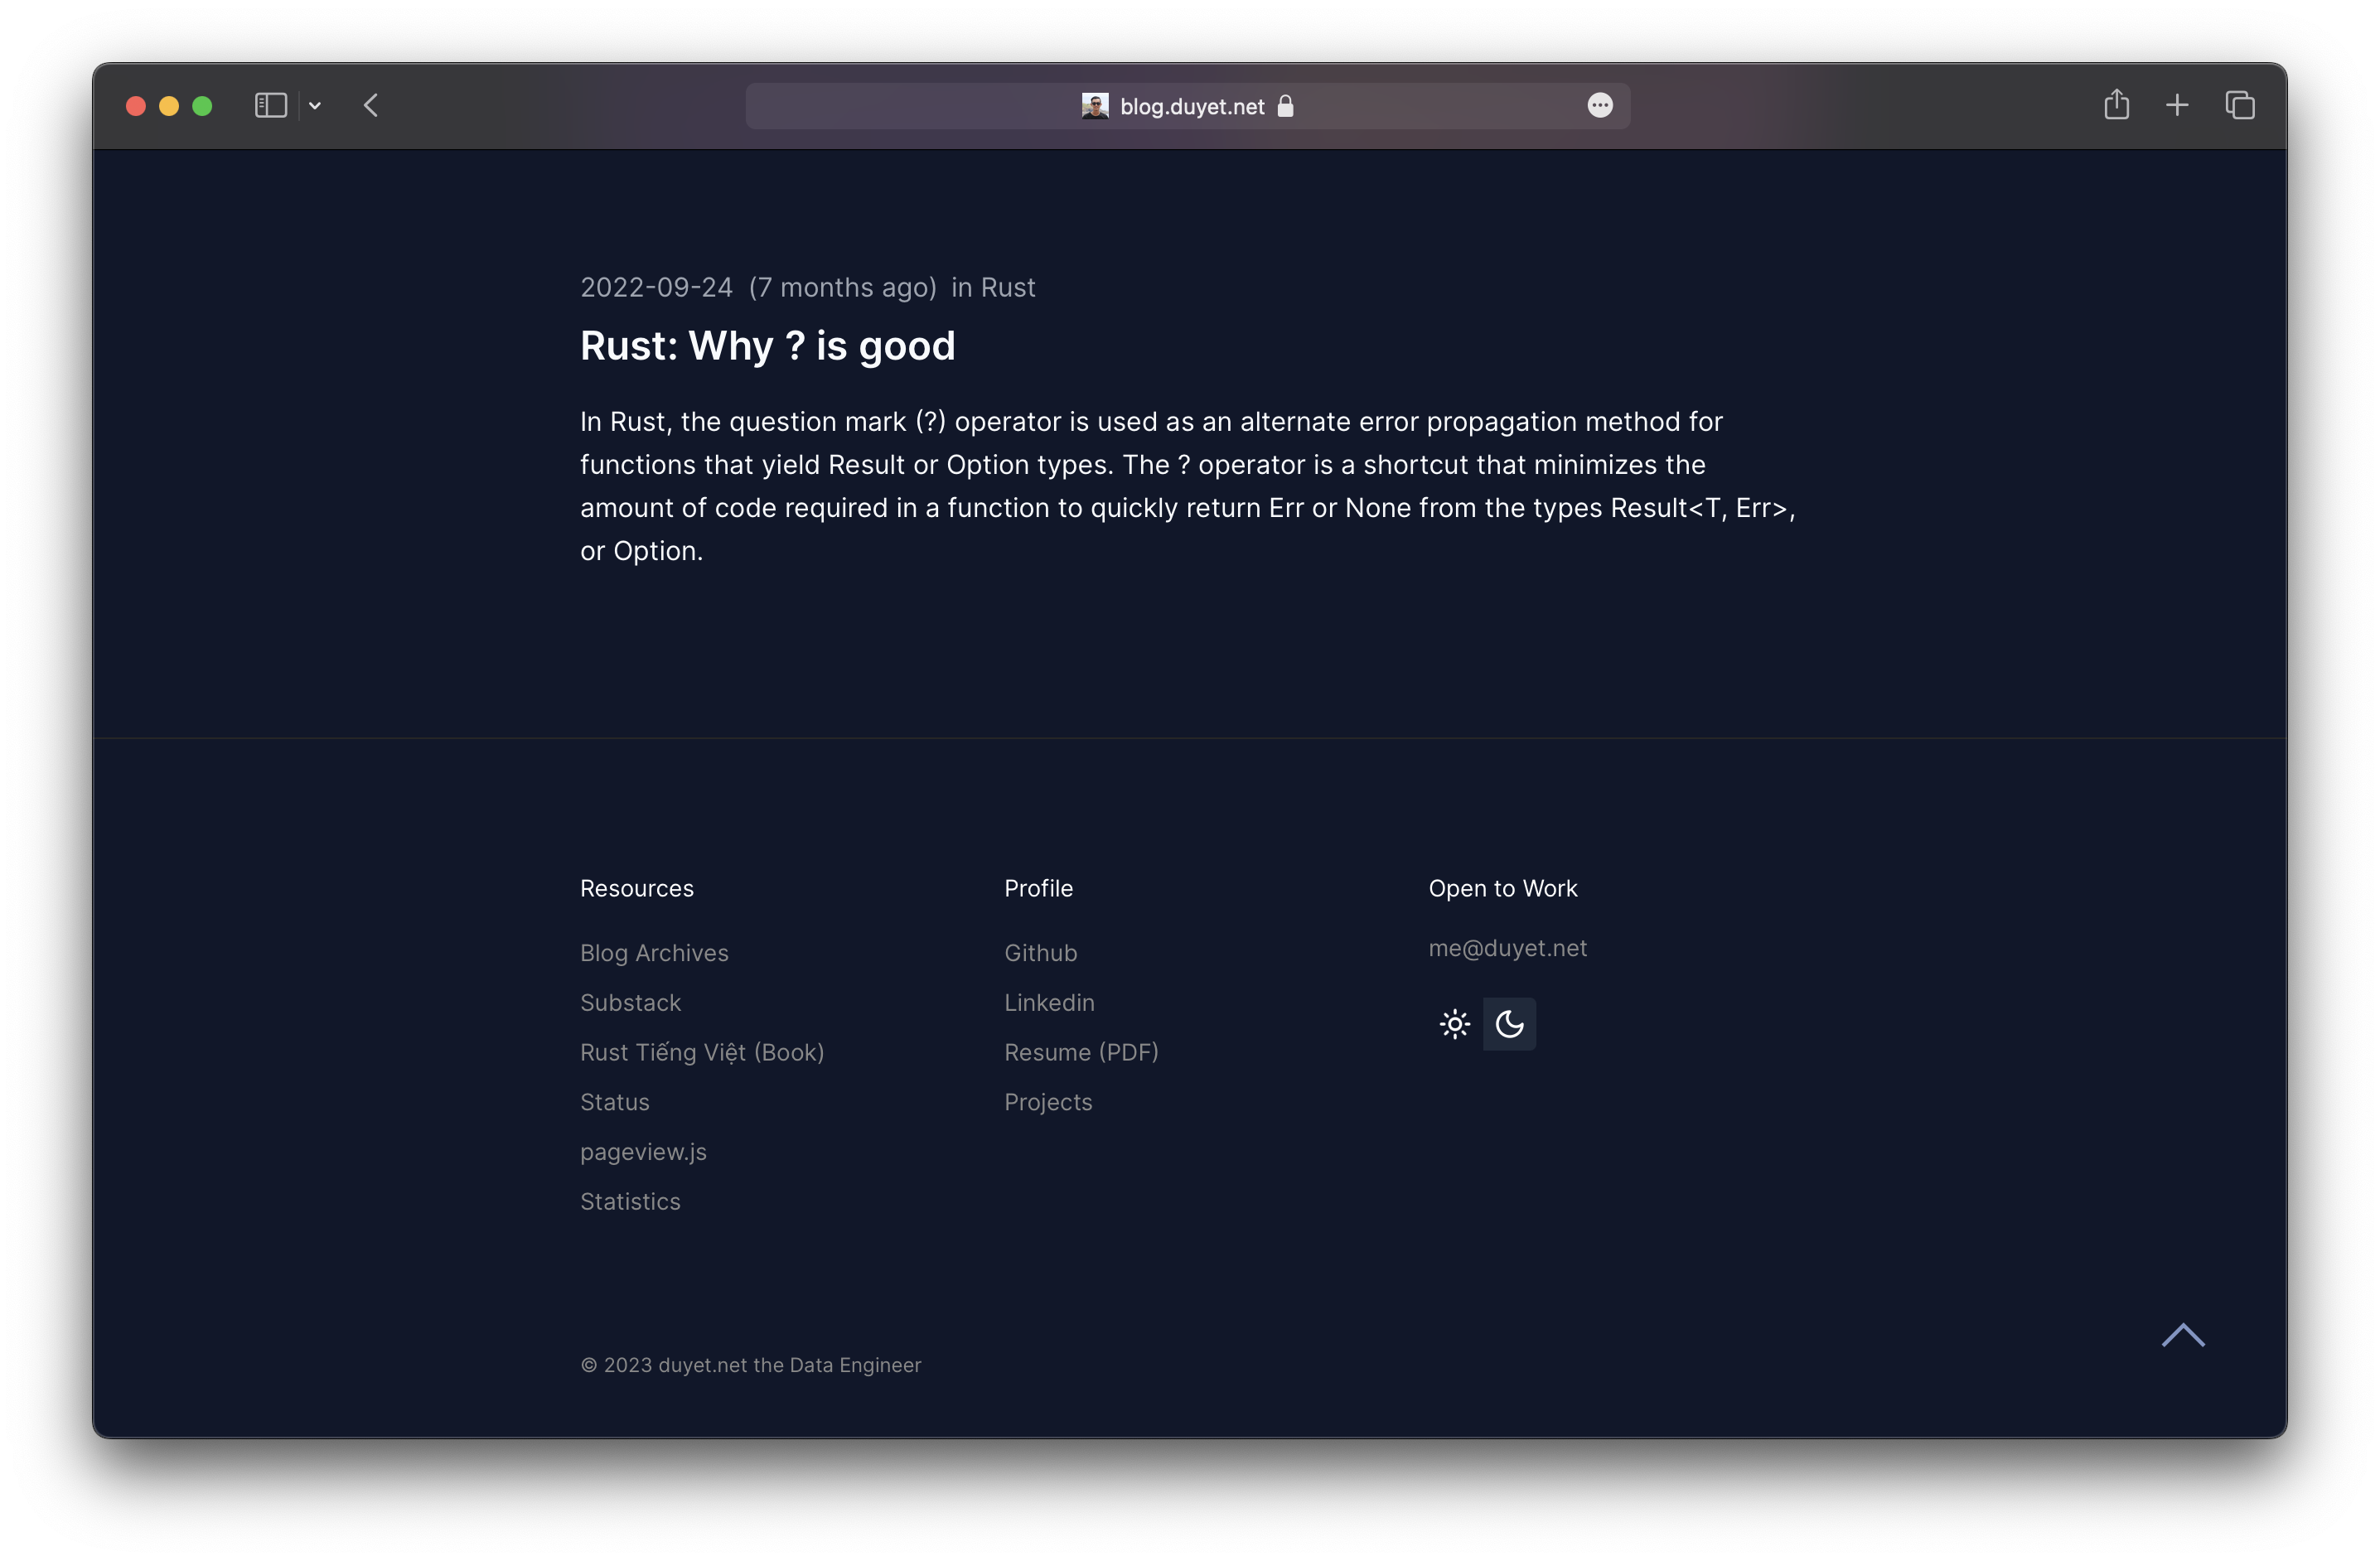 blog.duyet.net
2022-09-24 (7 months ago) in Rust
Rust: Why ? is good
In Rust, the question mark (?) operator is used as an alternate error propagation method for
functions that yield Result or Option types. The ? operator is a shortcut that minimizes the
amount of code required in a function to quickly return Err or None from the types Result<T, Err>,
or Option.
Resources
Blog Archives
Substack
Rust Tiếng Việt (Book)
Status
pageview.js
Statistics
Profile
Github
Linkedin
Resume (PDF)
Projects
Open to Work
me@duyet.net
© 2023 duyet.net the Data Engineer